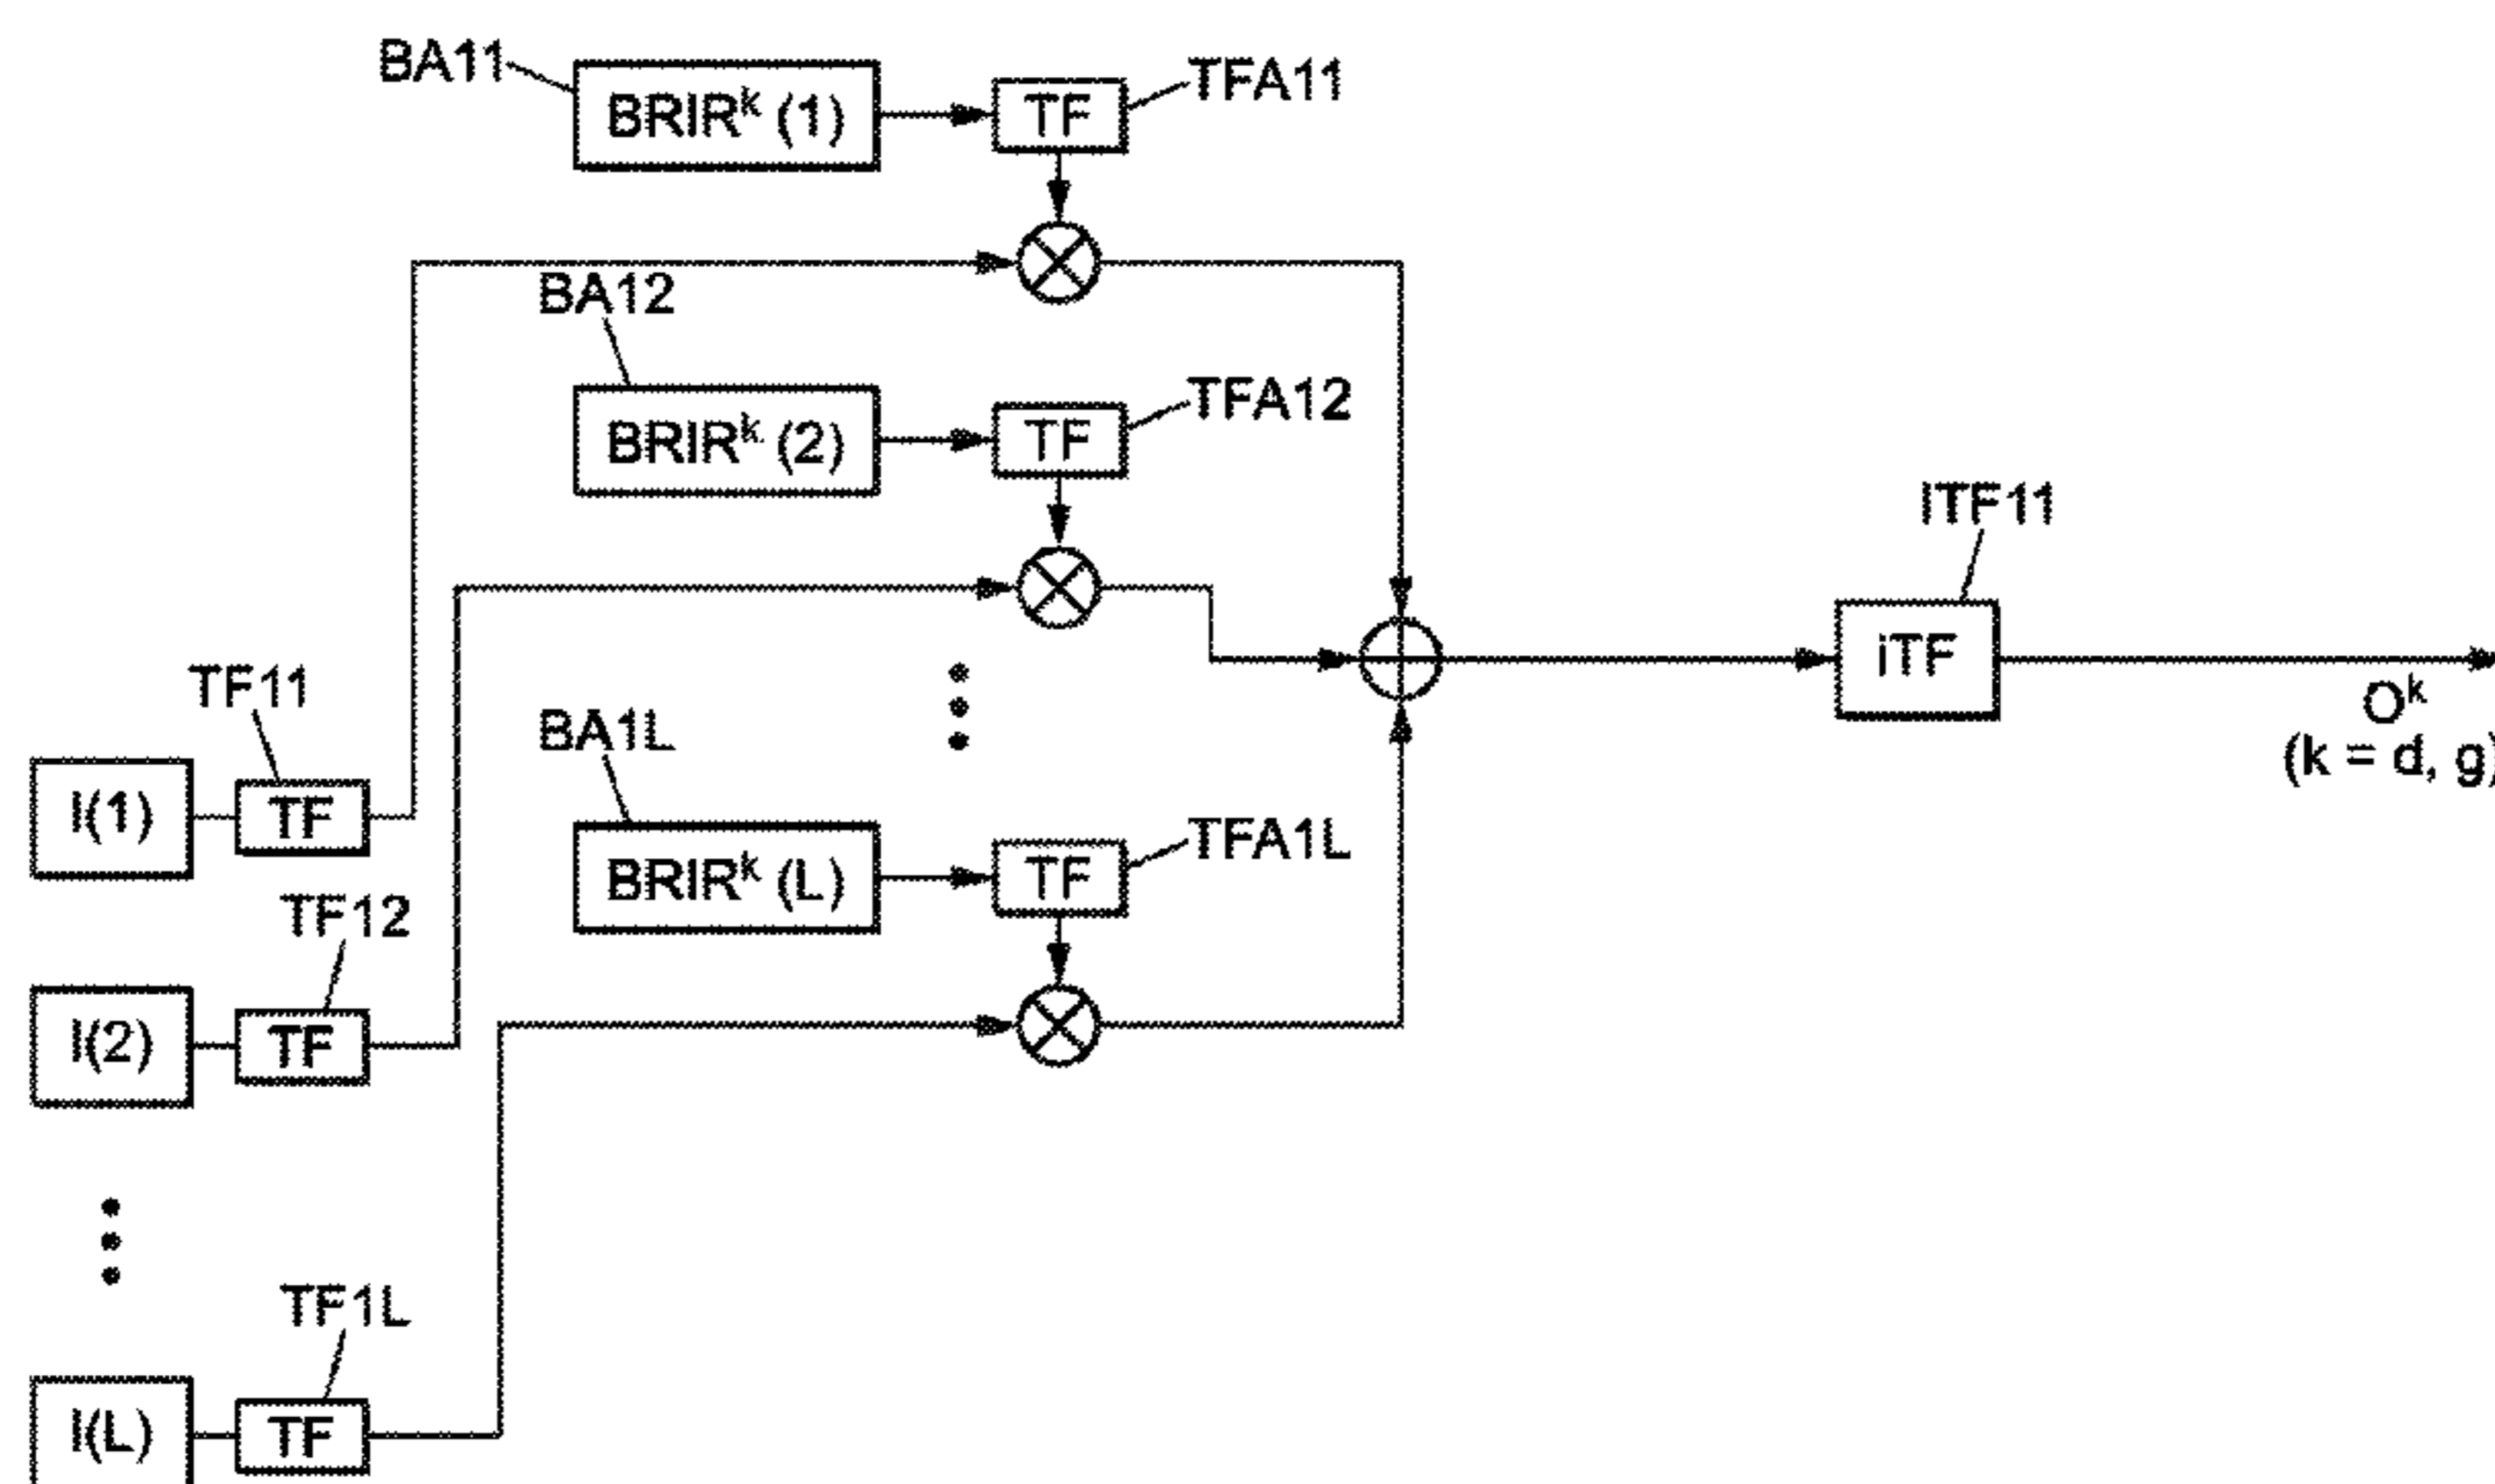 BA11
BRIRᵏ (1)
TF
TFA11
BA12
BRIRᵏ (2)
TF
TFA12
ITF11
iTF
Oᵏ
(k = d, g)
TF11
I(1)
TF
BA1L
BRIRᵏ (L)
TF
TFA1L
TF12
I(2)
TF
TF1L
I(L)
TF